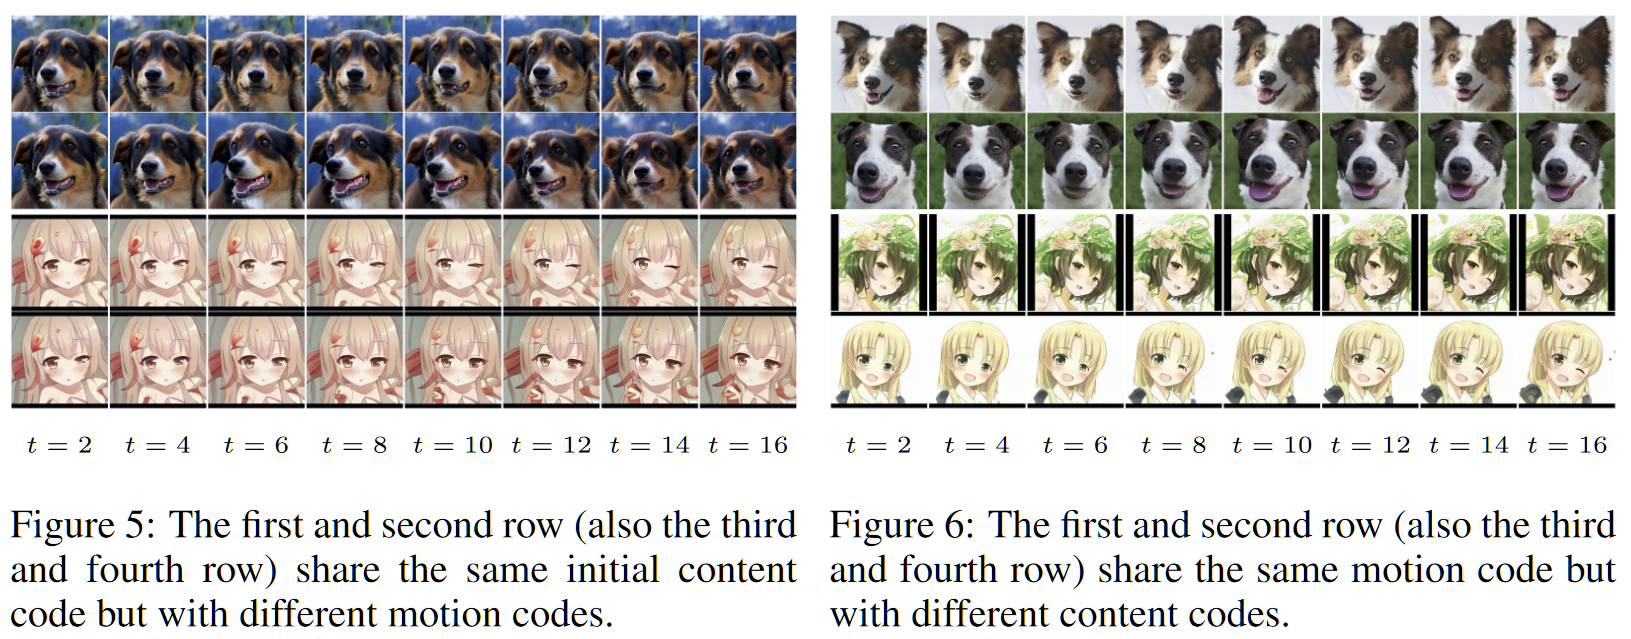 t = 2 t = 4 t = 6 t = 8 t = 10 t = 12 t = 14 t = 16
Figure 5: The first and second row (also the third
and fourth row) share the same initial content
code but with different motion codes.
t = 2 t = 4 t = 6 t = 8 t = 10 t = 12 t = 14 t = 16
Figure 6: The first and second row (also the third
and fourth row) share the same motion code but
with different content codes.